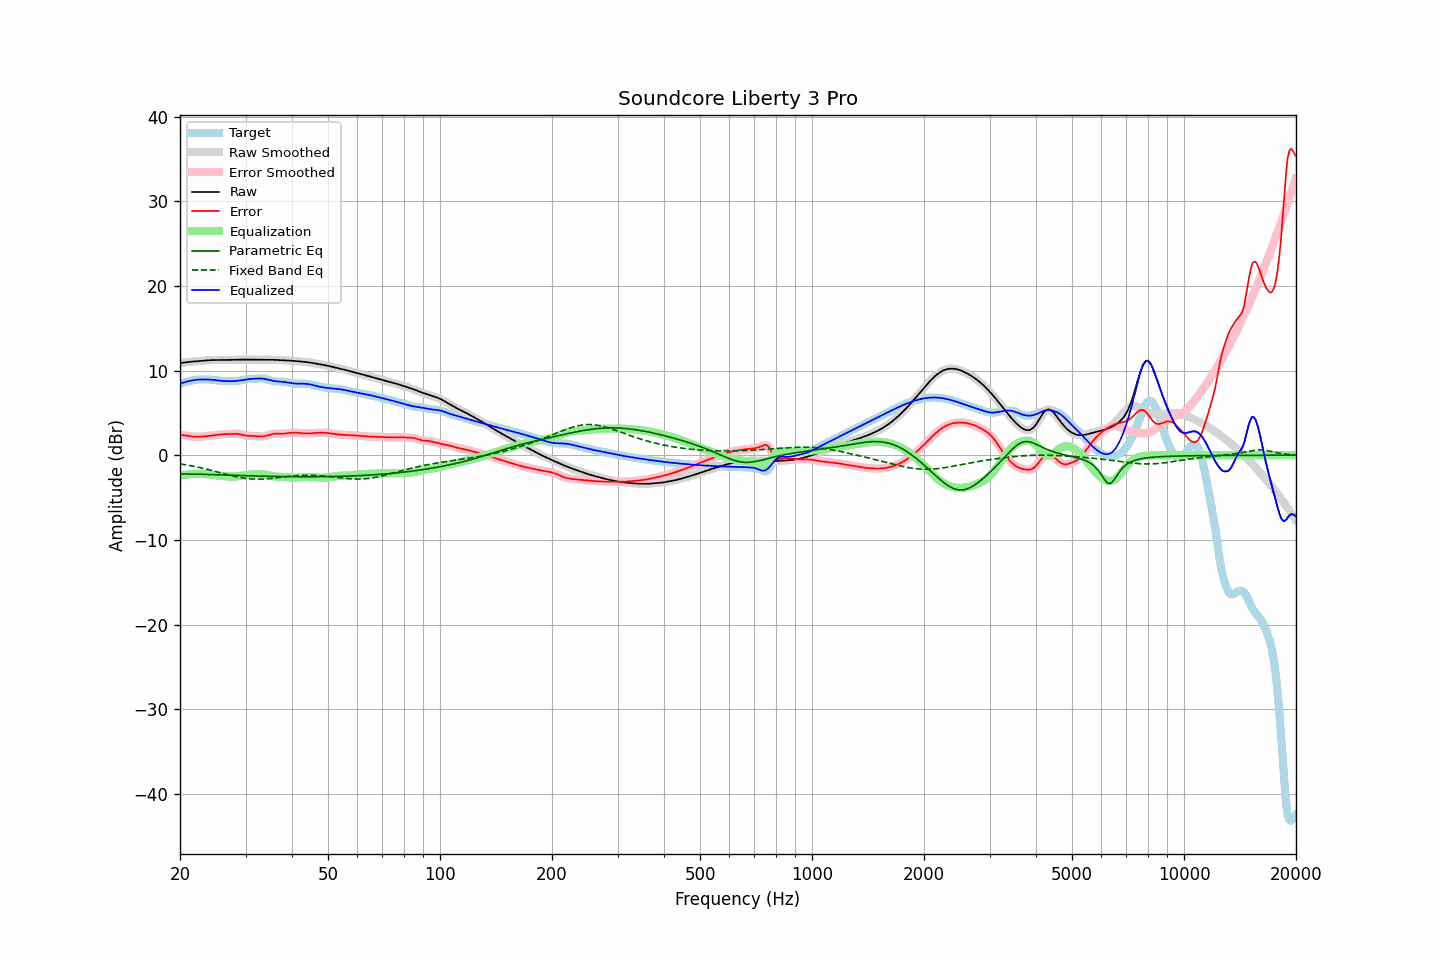 Soundcore Liberty 3 Pro
Target
Raw Smoothed
Error Smoothed
Raw
Error
Equalization
Parametric Eq
Fixed Band Eq
Equalized
Amplitude (dBr)
40
30
20
10
0
−10
−20
−30
−40
20 50 100 200 500 1000 2000 5000 10000 20000
Frequency (Hz)